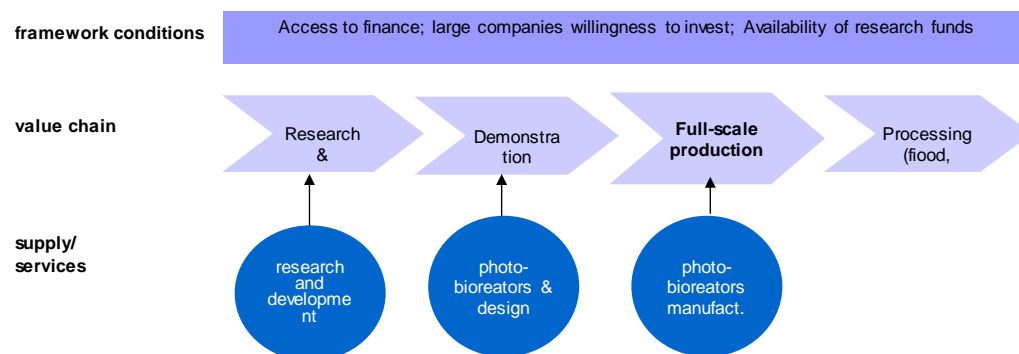 framework conditions
Access to finance; large companies willingness to invest; Availability of research funds
value chain
Research
&
Demonstra
tion
Full-scale
production
Processing
(fiood,
supply/
services
research
and
developme
nt
photo-
bioreators &
design
photo-
bioreators
manufact.